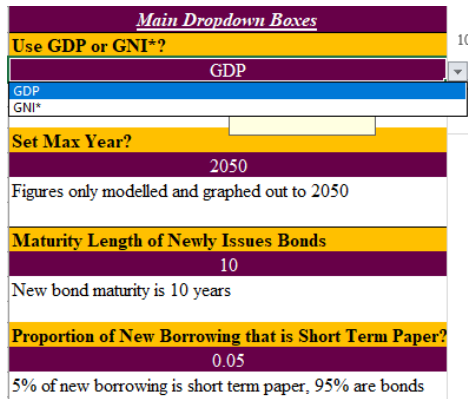 Main Dropdown Boxes
Use GDP or GNI*?
10
GDP
GDP
GNI*
Set Max Year?
2050
Figures only modelled and graphed out to 2050
Maturity Length of Newly Issues Bonds
10
New bond maturity is 10 years
Proportion of New Borrowing that is Short Term Paper?
0.05
5% of new borrowing is short term paper, 95% are bonds